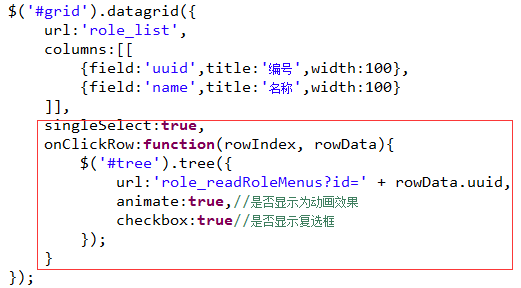 $('#grid').datagrid({
    url:'role_list',
    columns:[[
        {field:'uuid',title:'编号',width:100},
        {field:'name',title:'名称',width:100}
    ]],
    singleSelect:true,
    onClickRow:function(rowIndex, rowData){
        $('#tree').tree({
            url:'role_readRoleMenus?id=' + rowData.uuid,
            animate:true,//是否显示为动画效果
            checkbox:true//是否显示复选框
        });
    }
});